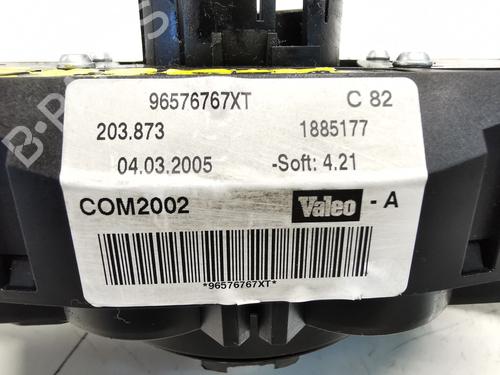 96576767XT C 82
203.873 1885177
04.03.2005 -Soft: 4.21
COM2002 Valeo - A
*96576767XT*